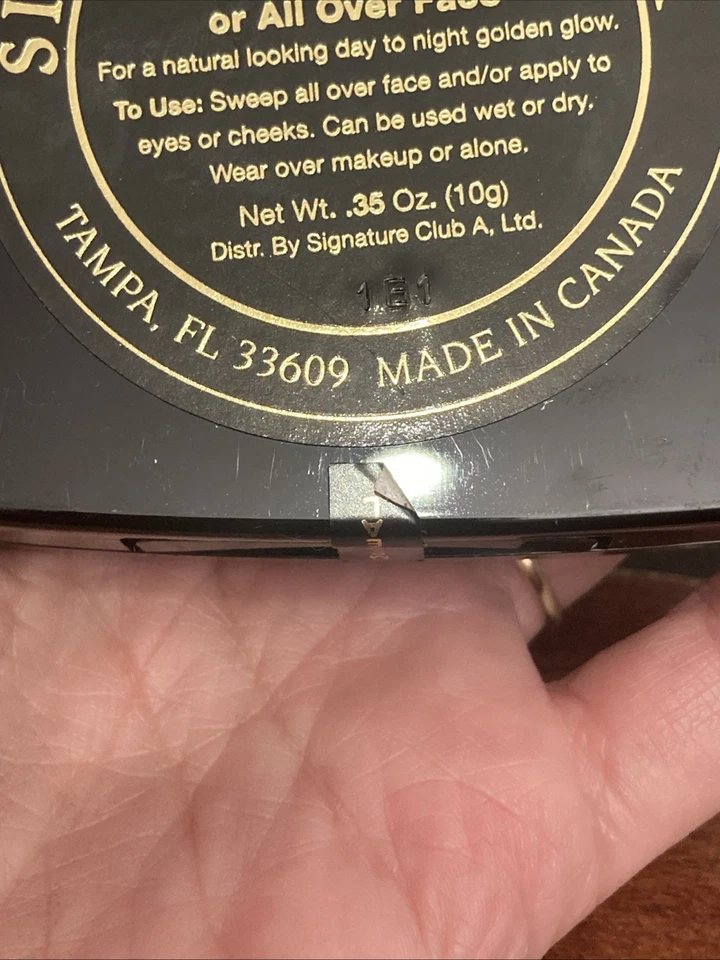 or All Over Face
For a natural looking day to night golden glow.
To Use: Sweep all over face and/or apply to
eyes or cheeks. Can be used wet or dry.
Wear over makeup or alone.
Net Wt. .35 Oz. (10g)
Distr. By Signature Club A, Ltd.
TAMPA, FL 33609 MADE IN CANADA